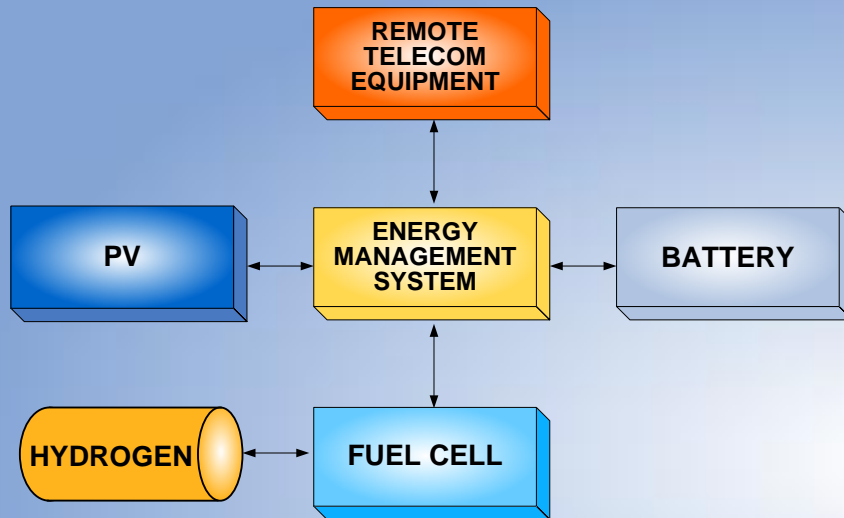 REMOTE
TELECOM
EQUIPMENT
PV
ENERGY
MANAGEMENT
SYSTEM
BATTERY
HYDROGEN
FUEL CELL